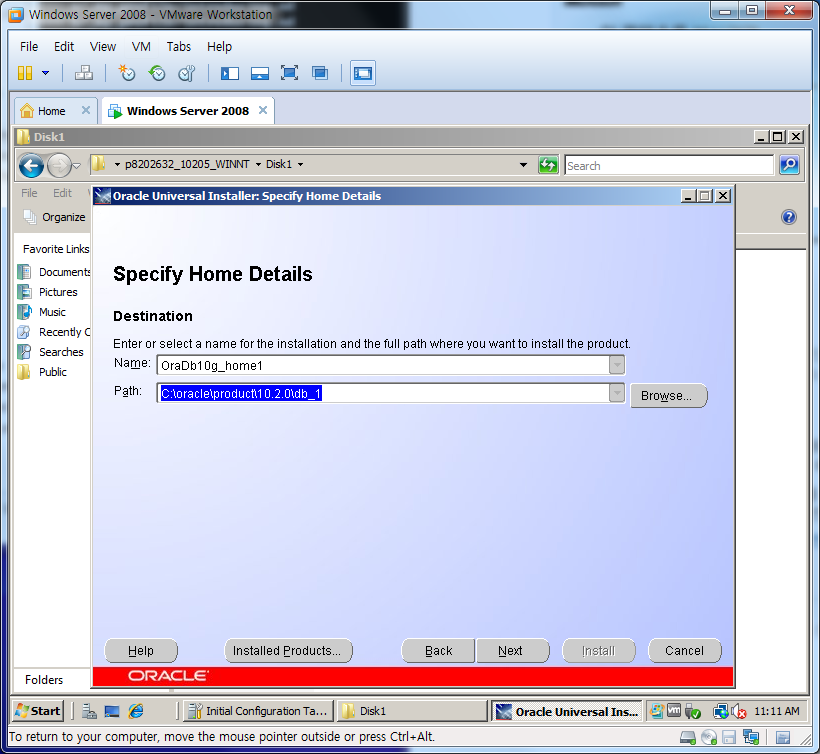 Windows Server 2008 - VMware Workstation
File Edit View VM Tabs Help
Home Windows Server 2008
Disk1
p8202632_10205_WINNT Disk1 Search
File Edit
Organize
Favorite Links
Documents
Pictures
Music
Recently C
Searches
Public
Folders
Oracle Universal Installer: Specify Home Details
Specify Home Details
Destination
Enter or select a name for the installation and the full path where you want to install the product.
Name: OraDb10g_home1
Path: C:\oracle\product\10.2.0\db_1 Browse...
Help Installed Products... Back Next Install Cancel
ORACLE
Start Initial Configuration Ta... Disk1 Oracle Universal Ins... 11:11 AM
To return to your computer, move the mouse pointer outside or press Ctrl+Alt.